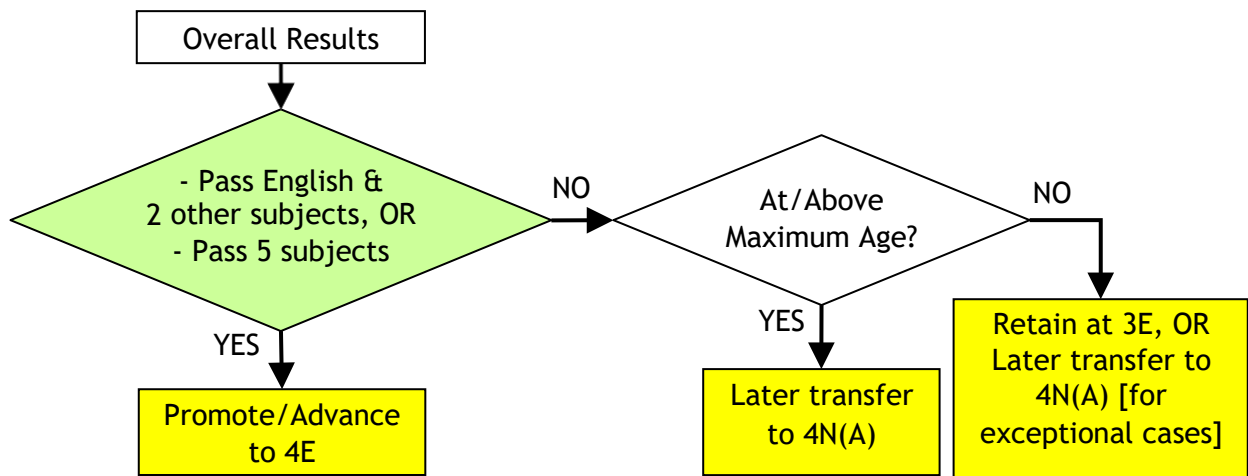 Overall Results
- Pass English &
2 other subjects, OR
- Pass 5 subjects
NO
At/Above
Maximum Age?
NO
YES
Promote/Advance
to 4E
YES
Later transfer
to 4N(A)
Retain at 3E, OR
Later transfer to
4N(A) [for
exceptional cases]